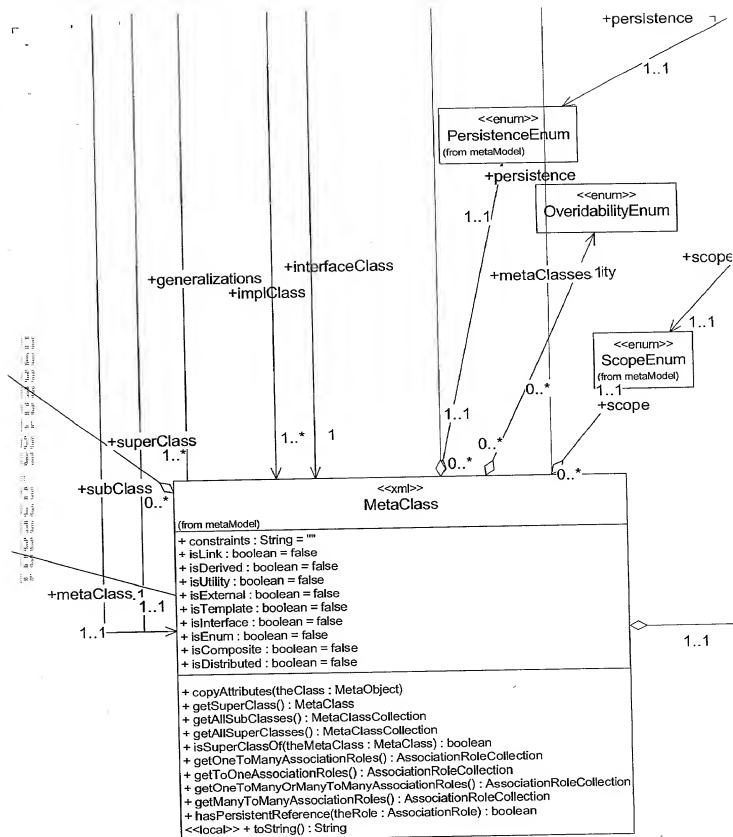 +persistence
1..1
<<enum>>
PersistenceEnum
(from metaModel)
+persistence
1..1
<<enum>>
OveridabilityEnum
+scope
+generalizations
+interfaceClass
+implClass
+metaClasses 1ity
1..1
<<enum>>
ScopeEnum
(from metaModel)
1..1
+scope
0..*
1..1
+superClass
1..*
1..*
1
0..*
0..*
0..*
+subClass
0..*
<<xml>>
MetaClass
(from metaModel)
+ constraints : String = ""
+ isLink : boolean = false
+ isDerived : boolean = false
+ isUtility : boolean = false
+ isExternal : boolean = false
+ isTemplate : boolean = false
+ isInterface : boolean = false
+ isEnum : boolean = false
+ isComposite : boolean = false
+ isDistributed : boolean = false
+metaClass.1
1..1
1..1
1..1
+ copyAttributes(theClass : MetaObject)
+ getSuperClass() : MetaClass
+ getAllSubClasses() : MetaClassCollection
+ getAllSuperClasses() : MetaClassCollection
+ isSuperClassOf(theMetaClass : MetaClass) : boolean
+ getOneToManyAssociationRoles() : AssociationRoleCollection
+ getToOneAssociationRoles() : AssociationRoleCollection
+ getOneToManyOrManyToManyAssociationRoles() : AssociationRoleCollection
+ getManyToManyAssociationRoles() : AssociationRoleCollection
+ hasPersistentReference(theRole : AssociationRole) : boolean
<<local>> + toString() : String